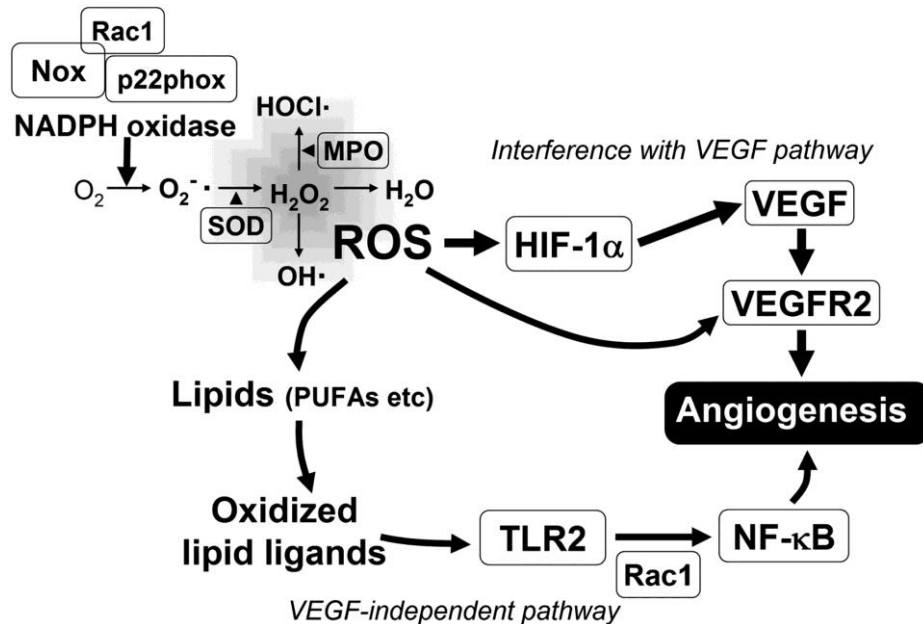 Rac1
Nox
p22phox
NADPH oxidase
HOCl·
MPO
Interference with VEGF pathway
O₂
O₂⁻·
H₂O₂
H₂O
SOD
VEGF
ROS
HIF-1α
OH·
VEGFR2
Lipids (PUFAs etc)
Angiogenesis
Oxidized
lipid ligands
TLR2
NF-κB
Rac1
VEGF-independent pathway